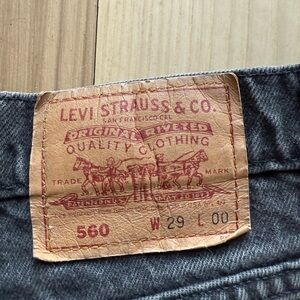 LEVI STRAUSS & CO.
SAN FRANCISCO CAL
ORIGINAL RIVETED
QUALITY CLOTHING
TRADE MARK
560 W 29 L 00